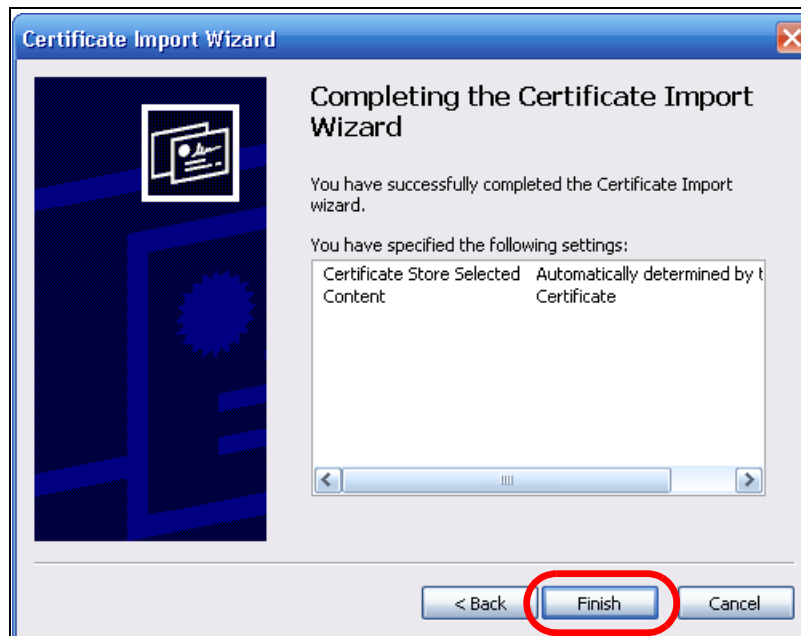 Certificate Import Wizard
Completing the Certificate Import
Wizard
You have successfully completed the Certificate Import
wizard.
You have specified the following settings:
Certificate Store Selected Automatically determined by t
Content Certificate
< Back Finish Cancel